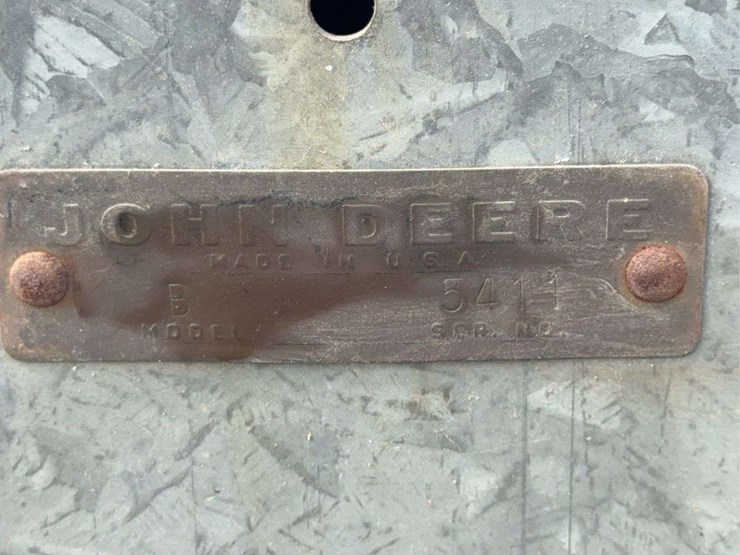 JOHN DEERE
MADE IN U S A
B 5411
MODEL SER. NO.